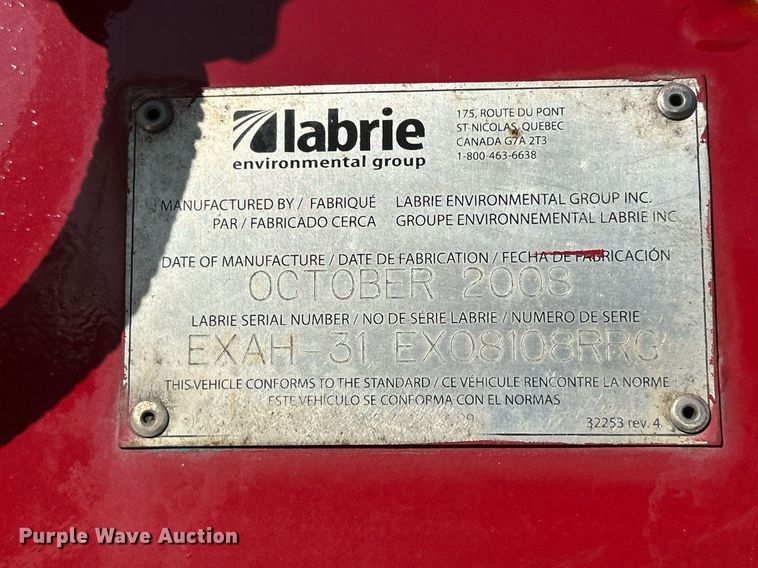 labrie
environmental group
175, ROUTE DU PONT
ST-NICOLAS, QUEBEC
CANADA G7A 2T3
1-800-463-6638
MANUFACTURED BY / FABRIQUÉ LABRIE ENVIRONMENTAL GROUP INC.
PAR / FABRICADO CERCA GROUPE ENVIRONNEMENTAL LABRIE INC
DATE OF MANUFACTURE / DATE DE FABRICATION / FECHA DE FABRICACIÓN
OCTOBER 2008
LABRIE SERIAL NUMBER / NO DE SÉRIE LABRIE / NÚMERO DE SERIE
EXAH-31 EX08108RRG
THIS VEHICLE CONFORMS TO THE STANDARD / CE VÉHICULE RENCONTRE LA NORME
ESTE VEHÍCULO SE CONFORMA CON EL NORMAS
32253 rev. 4
Purple Wave Auction